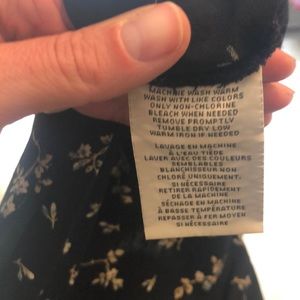 MACHINE WASH WARM
WASH WITH LIKE COLORS
ONLY NON-CHLORINE
BLEACH WHEN NEEDED
REMOVE PROMPTLY
TUMBLE DRY LOW
WARM IRON IF NEEDED
LAVAGE EN MACHINE
À L'EAU TIÈDE
LAVER AVEC DES COULEURS
SEMBLABLES
BLANCHISSEUR NON
CHLORÉ UNIQUEMENT,
SI NÉCESSAIRE
RETIRER RAPIDEMENT
DE LA MACHINE
SÉCHAGE EN MACHINE
À BASSE TEMPÉRATURE
REPASSER À FER MOYEN
SI NÉCESSAIRE